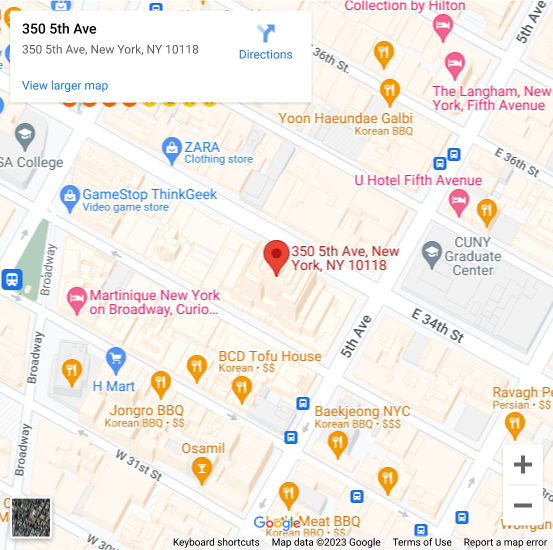 350 5th Ave
350 5th Ave, New York, NY 10118
Directions
View larger map
Collection by Hilton
5th Ave
E 36th St.
The Langham, New
York, Fifth Avenue
Yoon Haeundae Galbi
Korean BBQ
ZARA
Clothing store
SA College
E 36th St
U Hotel Fifth Avenue
GameStop ThinkGeek
Video game store
350 5th Ave, New
York, NY 10118
CUNY
Graduate
Center
Broadway
Martinique New York
on Broadway, Curio...
E 34th St
5th Ave
Broadway
BCD Tofu House
Korean • $$
H Mart
Ravagh Pe
Persian • $$
Jongro BBQ
Korean BBQ • $$
Baekjeong NYC
Korean BBQ • $$$
Broadway
Osamil
W 31st St
Meat BBQ
Korean BBQ
Google
W 30th
Keyboard shortcuts
Map data ©2023 Google
Terms of Use
Report a map error